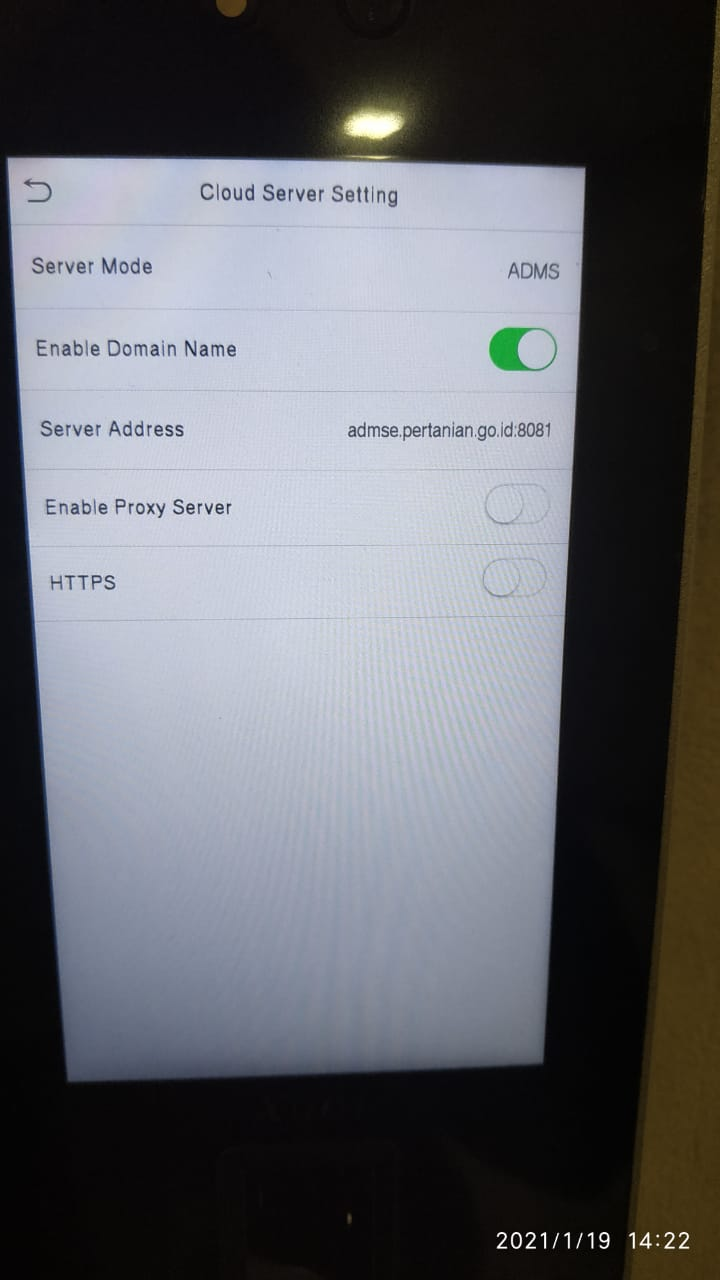 Cloud Server Setting
Server Mode ADMS
Enable Domain Name
Server Address admse.pertanian.go.id:8081
Enable Proxy Server
HTTPS
2021/1/19 14:22